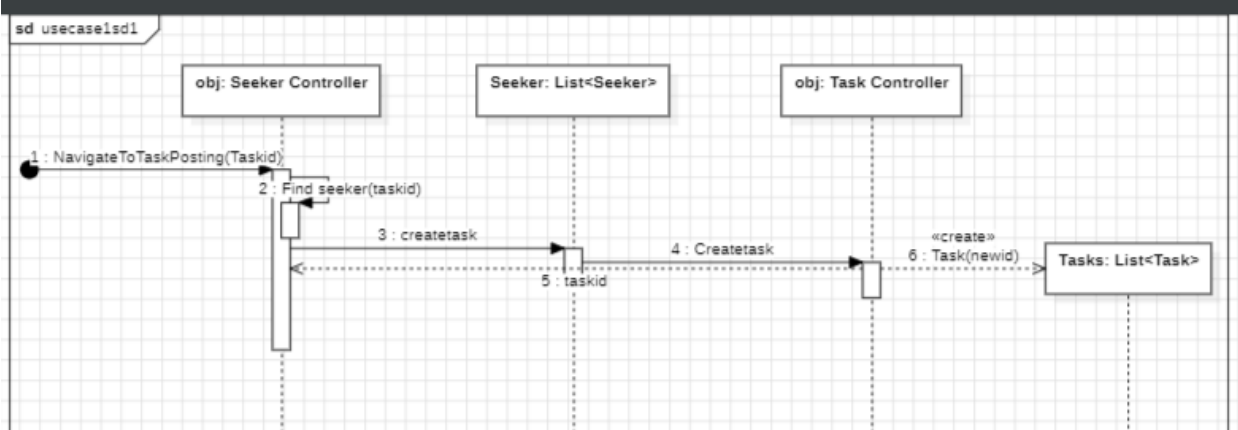 sd usecase1sd1
obj: Seeker Controller
Seeker: List<Seeker>
obj: Task Controller
1 : NavigateToTaskPosting(Taskid)
2 : Find seeker(taskid)
3 : createtask
4 : Createtask
«create»
6 : Task(newid)
Tasks: List<Task>
5 : taskid